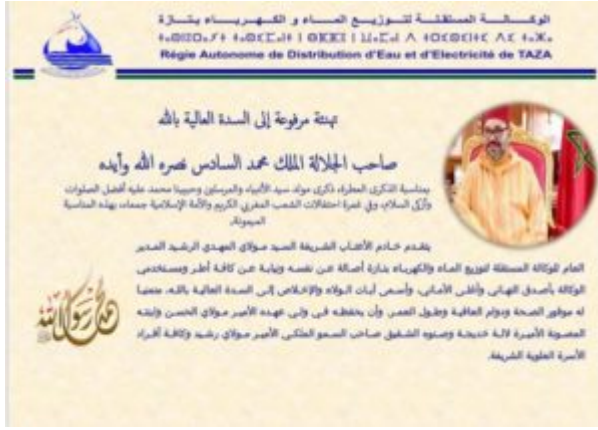 الوكالة المستقلة لتوزيع الماء و الكهرباء بتازة
Régie Autonome de Distribution d'Eau et d'Electricité de TAZA
تهنئة مرفوعة إلى السدة العالية بالله
صاحب الجلالة الملك محمد السادس نصره الله وأيده
بمناسبة الذكرى العطرة، ذكرى مولد سيد الأنبياء والمرسلين وحبيبنا محمد عليه أفضل الصلوات
وأزكى السلام، وفي غمرة احتفالات الشعب المغربي الكريم والأمة الإسلامية جمعاء، بهذه المناسبة
الميمونة،
يتقدم خادم الأعتاب الشريفة السيد مولاي المهدي الرشيد المدير
العام للوكالة المستقلة لتوزيع الماء والكهرباء بتازة أصالة عن نفسه ونيابة عن كافة أطر ومستخدمي
الوكالة بأصدق التهاني وأغلى الأماني، وأسمى آيات الولاء والإخلاص إلى السدة العالية بالله، متمنيا
له موفور الصحة ودوام العافية وطول العمر، وأن يحفظه في ولي عهده الأمير مولاي الحسن وابنته
المصونة الأميرة لالة خديجة وصنوه الشقيق صاحب السمو الملكي الأمير مولاي رشيد وكافة أفراد
الأسرة العلوية الشريفة.
محمد رسول الله